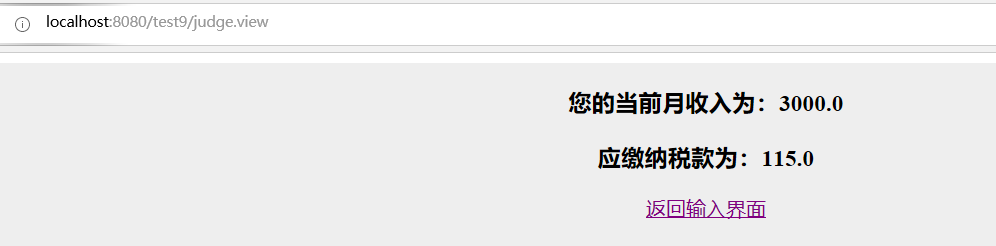 localhost:8080/test9/judge.view
您的当前月收入为：3000.0
应缴纳税款为：115.0
返回输入界面